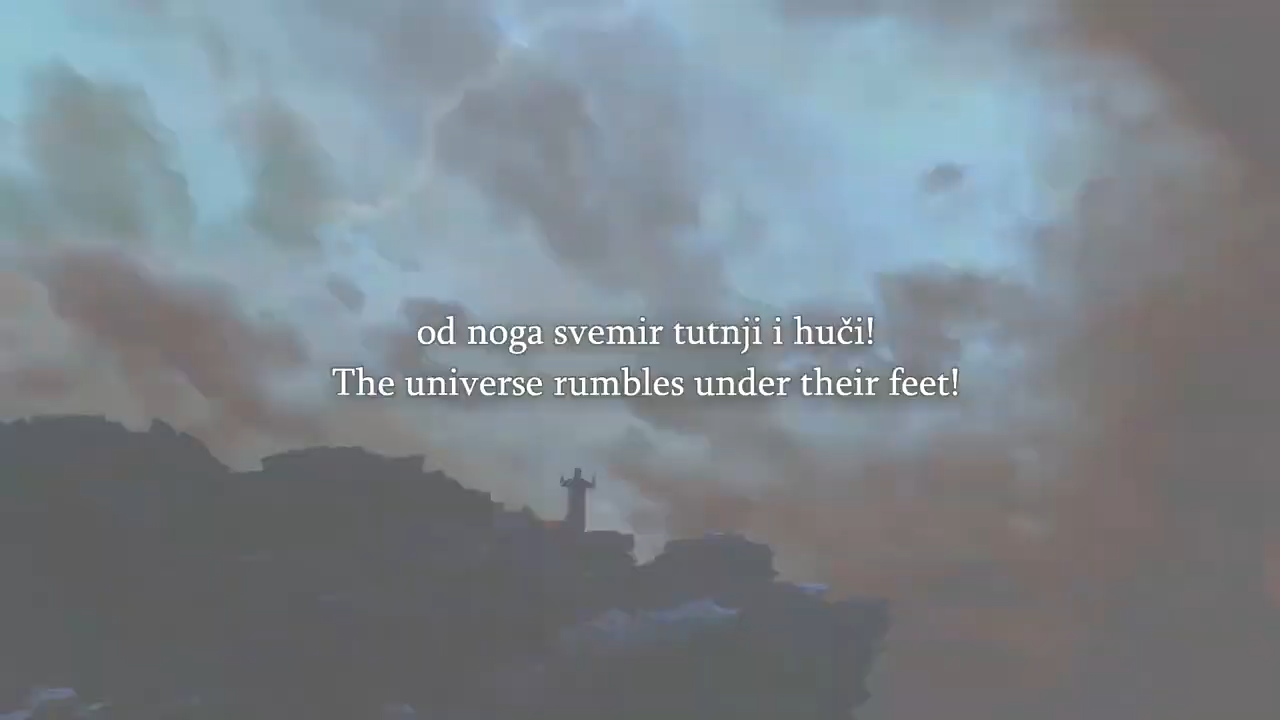 od noga svemir tutnji i huči!
The universe rumbles under their feet!